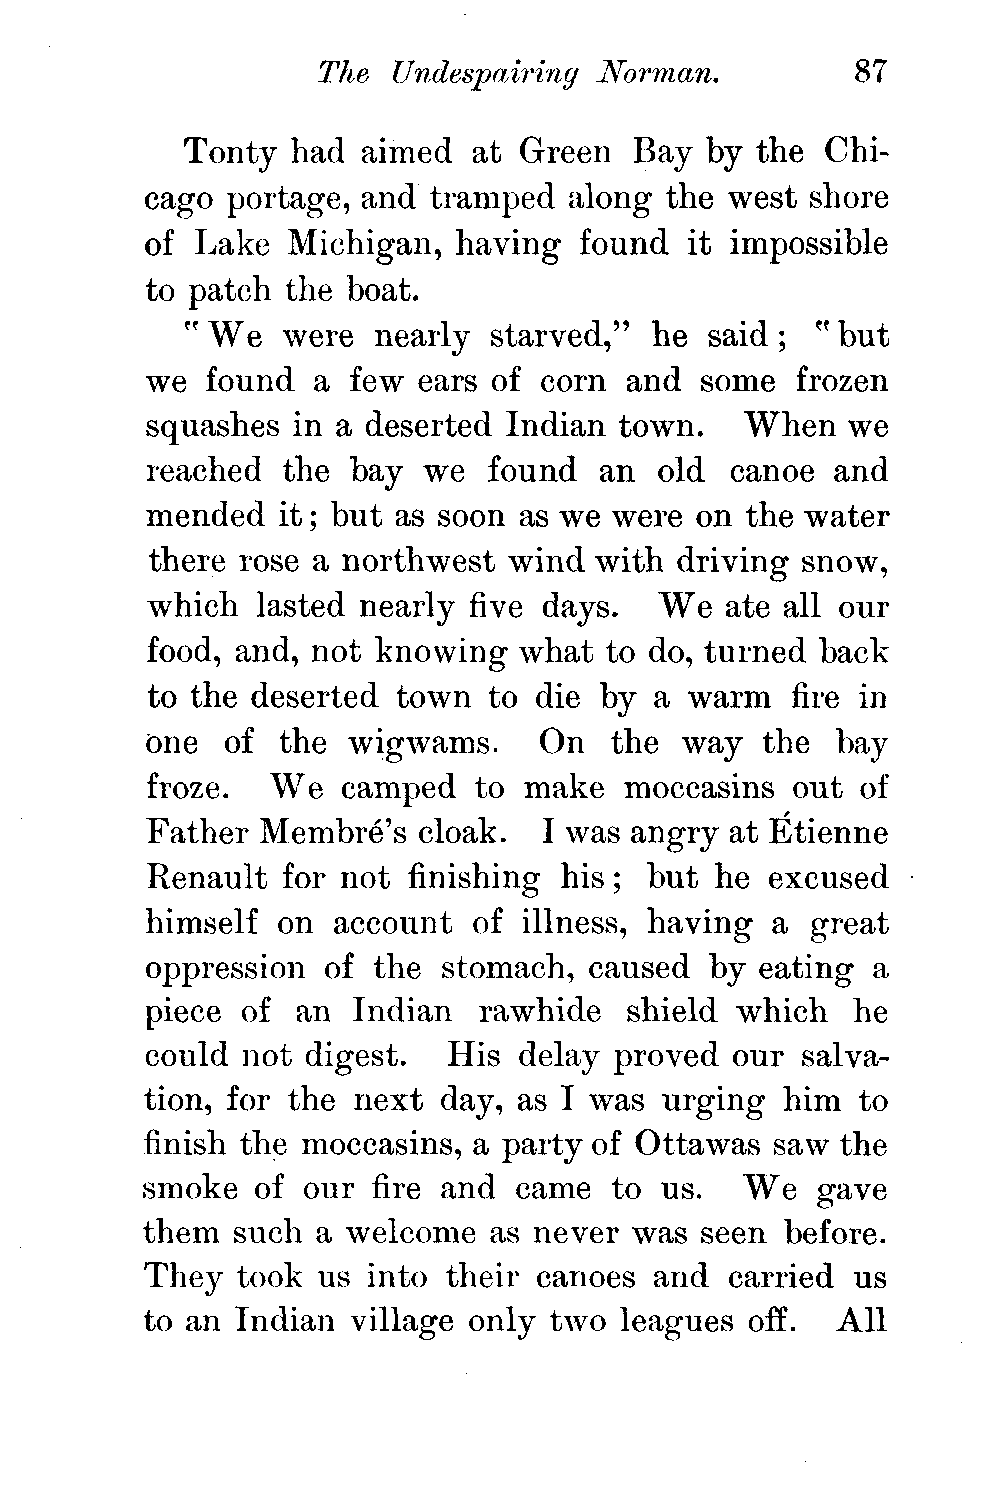 The Undespairing Norman. 87
Tonty had aimed at Green Bay by the Chi-
cago portage, and tramped along the west shore
of Lake Michigan, having found it impossible
to patch the boat.
"We were nearly starved," he said; "but
we found a few ears of corn and some frozen
squashes in a deserted Indian town. When we
reached the bay we found an old canoe and
mended it; but as soon as we were on the water
there rose a northwest wind with driving snow,
which lasted nearly five days. We ate all our
food, and, not knowing what to do, turned back
to the deserted town to die by a warm fire in
one of the wigwams. On the way the bay
froze. We camped to make moccasins out of
Father Membré's cloak. I was angry at Étienne
Renault for not finishing his; but he excused
himself on account of illness, having a great
oppression of the stomach, caused by eating a
piece of an Indian rawhide shield which he
could not digest. His delay proved our salva-
tion, for the next day, as I was urging him to
finish the moccasins, a party of Ottawas saw the
smoke of our fire and came to us. We gave
them such a welcome as never was seen before.
They took us into their canoes and carried us
to an Indian village only two leagues off. All